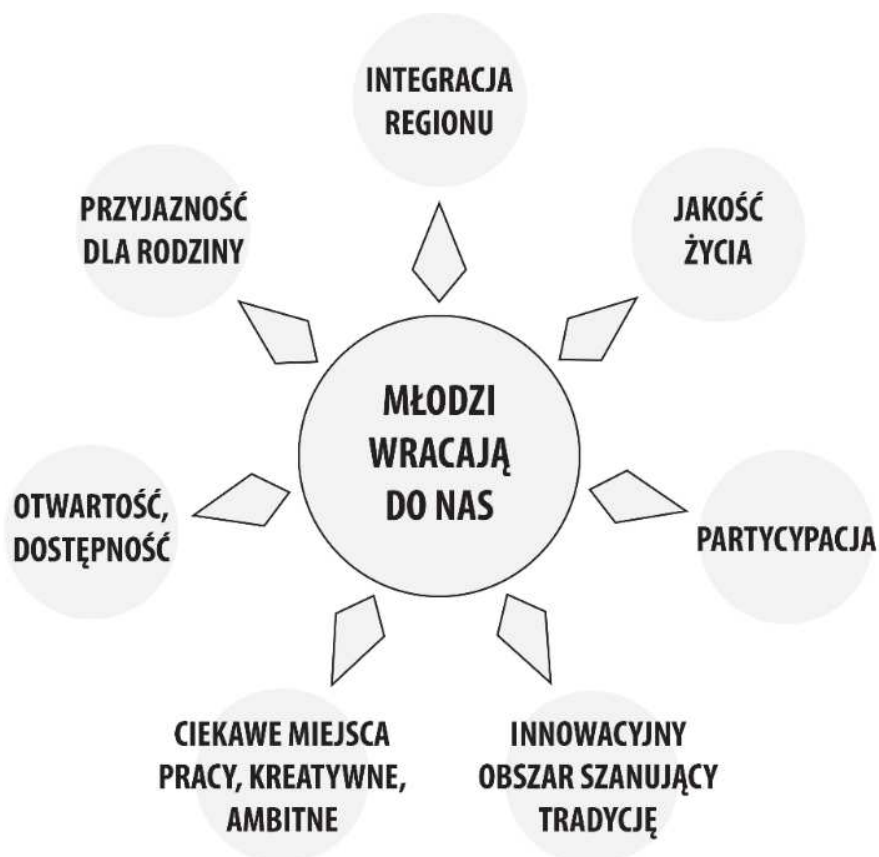 INTEGRACJA
REGIONU
PRZYJAZNOŚĆ
DLA RODZINY
JAKOŚĆ
ŻYCIA
MŁODZI
WRACAJĄ
DO NAS
OTWARTOŚĆ,
DOSTĘPNOŚĆ
PARTYCYPACJA
CIEKAWE MIEJSCA
PRACY, KREATYWNE,
AMBITNE
INNOWACYJNY
OBSZAR SZANUJĄCY
TRADYCJĘ